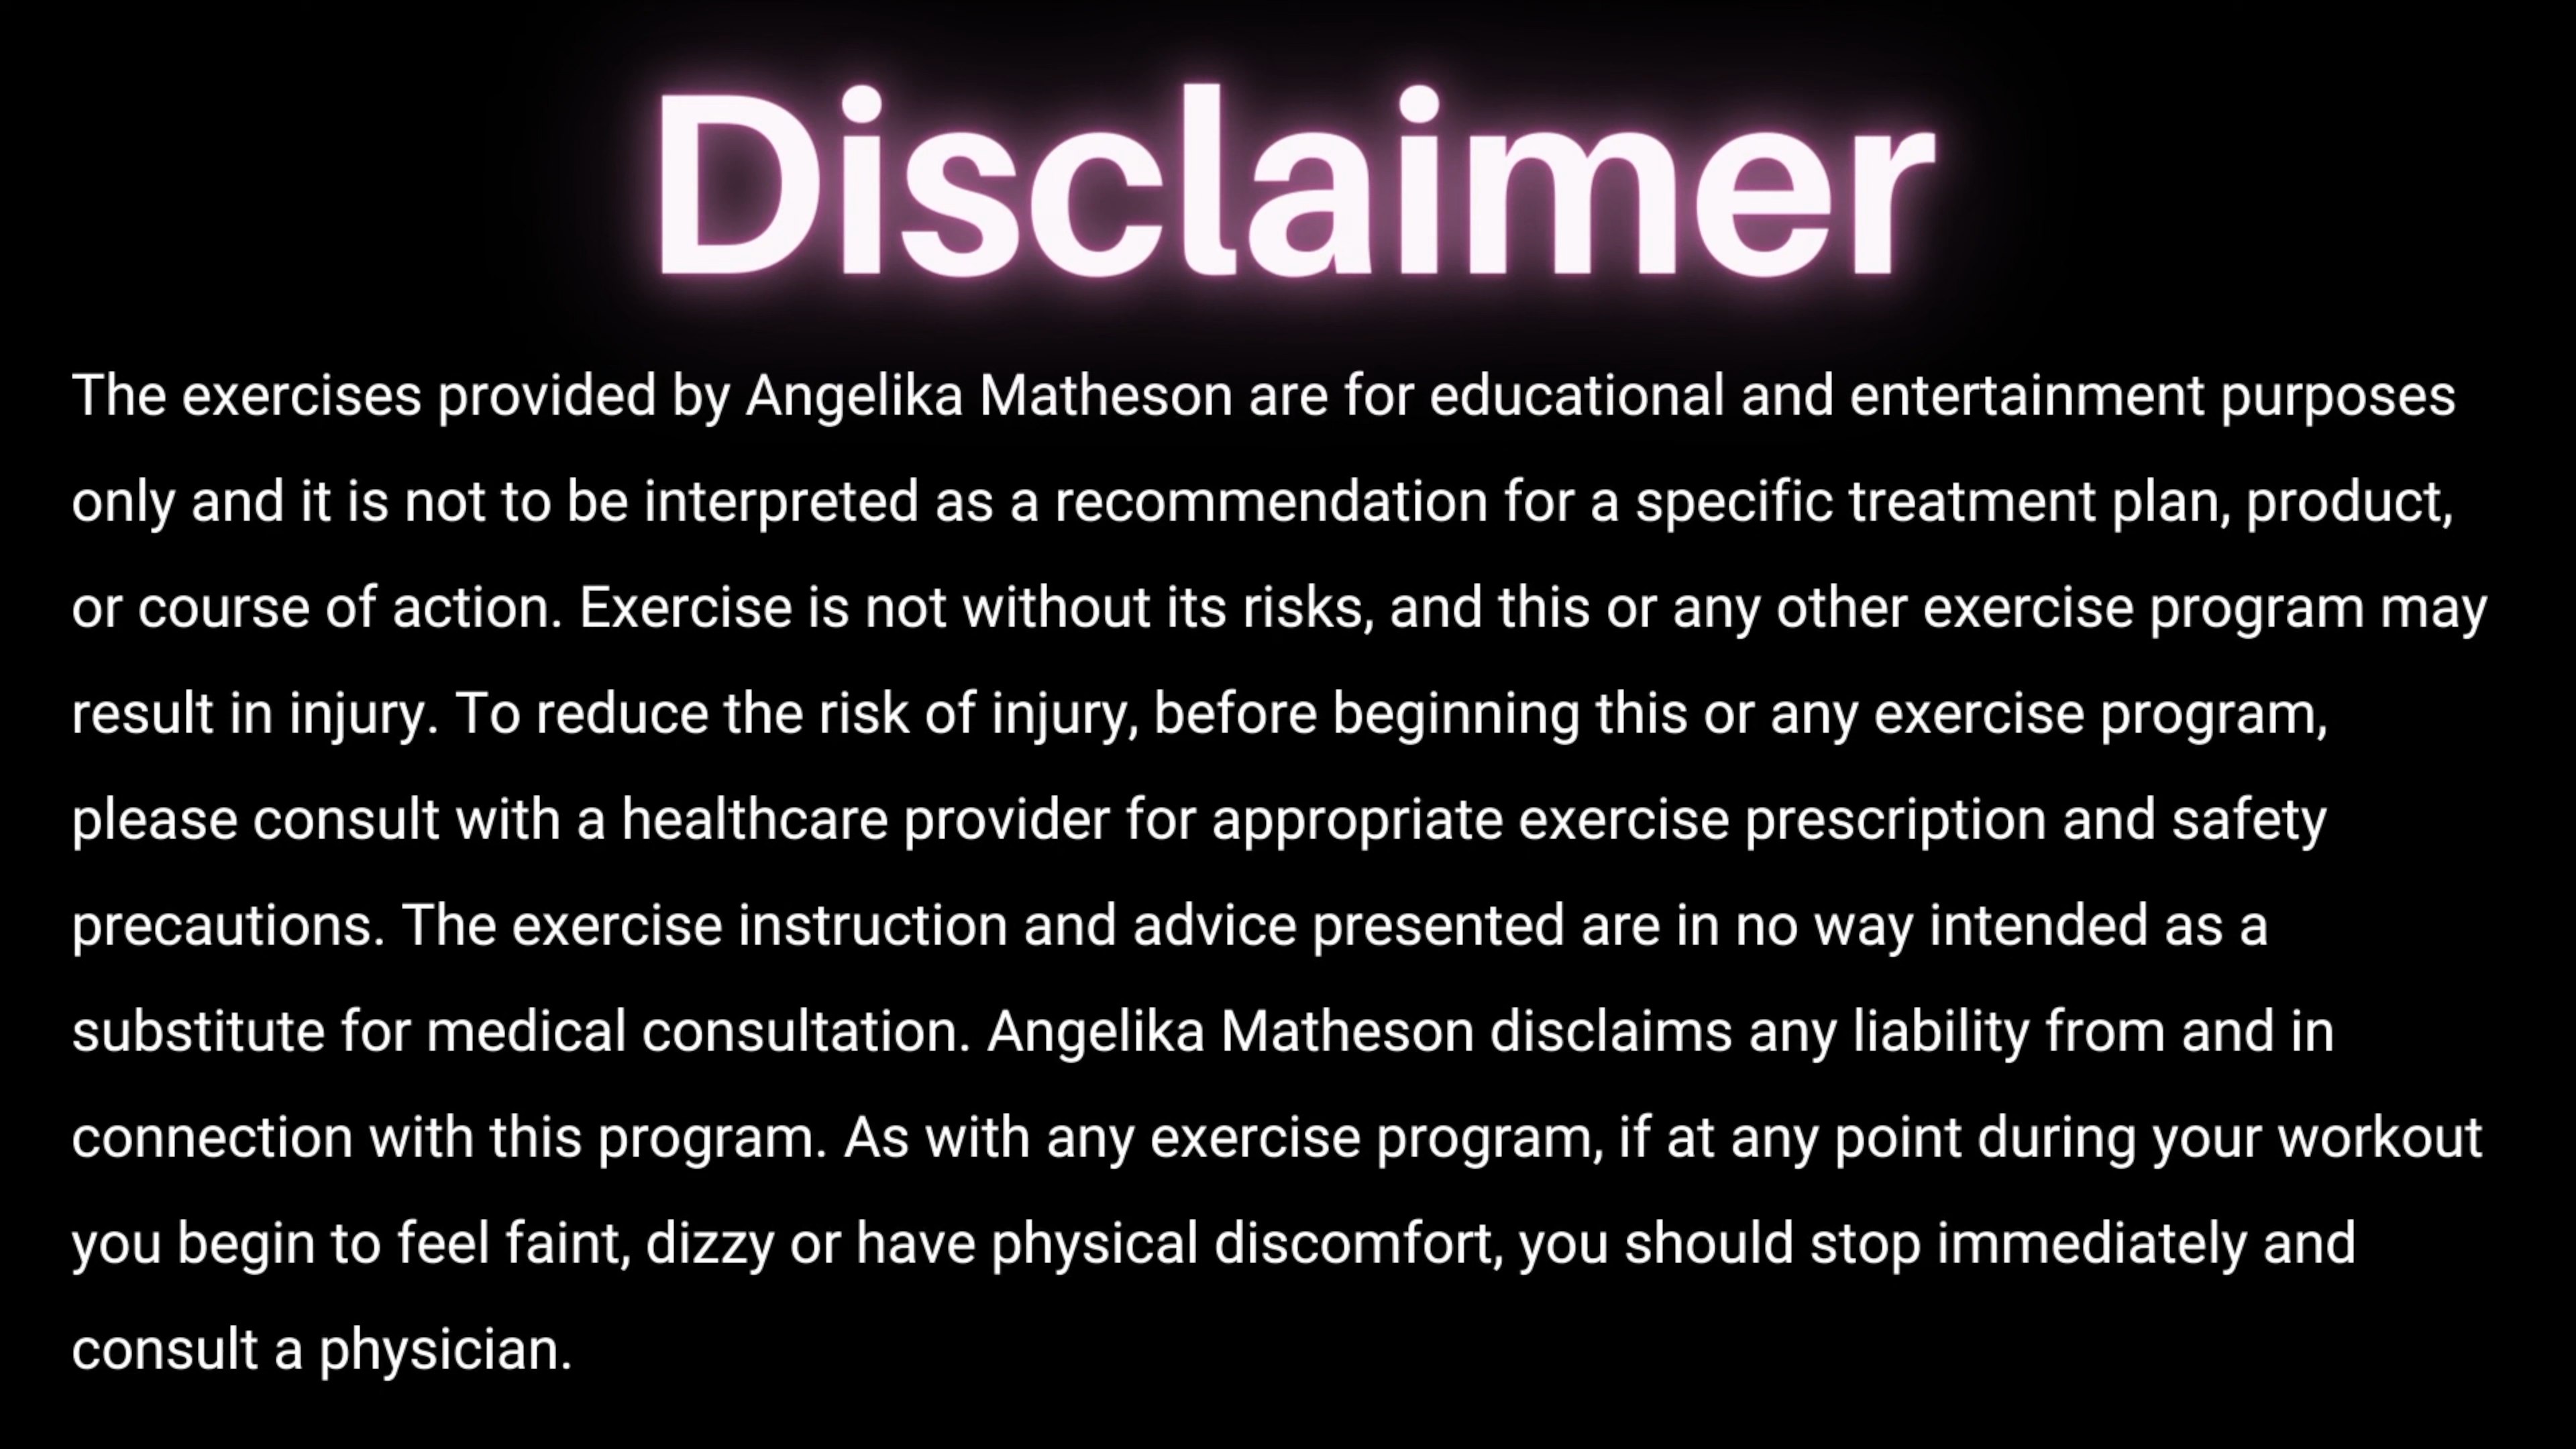 Disclaimer
The exercises provided by Angelika Matheson are for educational and entertainment purposes
only and it is not to be interpreted as a recommendation for a specific treatment plan, product,
or course of action. Exercise is not without its risks, and this or any other exercise program may
result in injury. To reduce the risk of injury, before beginning this or any exercise program,
please consult with a healthcare provider for appropriate exercise prescription and safety
precautions. The exercise instruction and advice presented are in no way intended as a
substitute for medical consultation. Angelika Matheson disclaims any liability from and in
connection with this program. As with any exercise program, if at any point during your workout
you begin to feel faint, dizzy or have physical discomfort, you should stop immediately and
consult a physician.